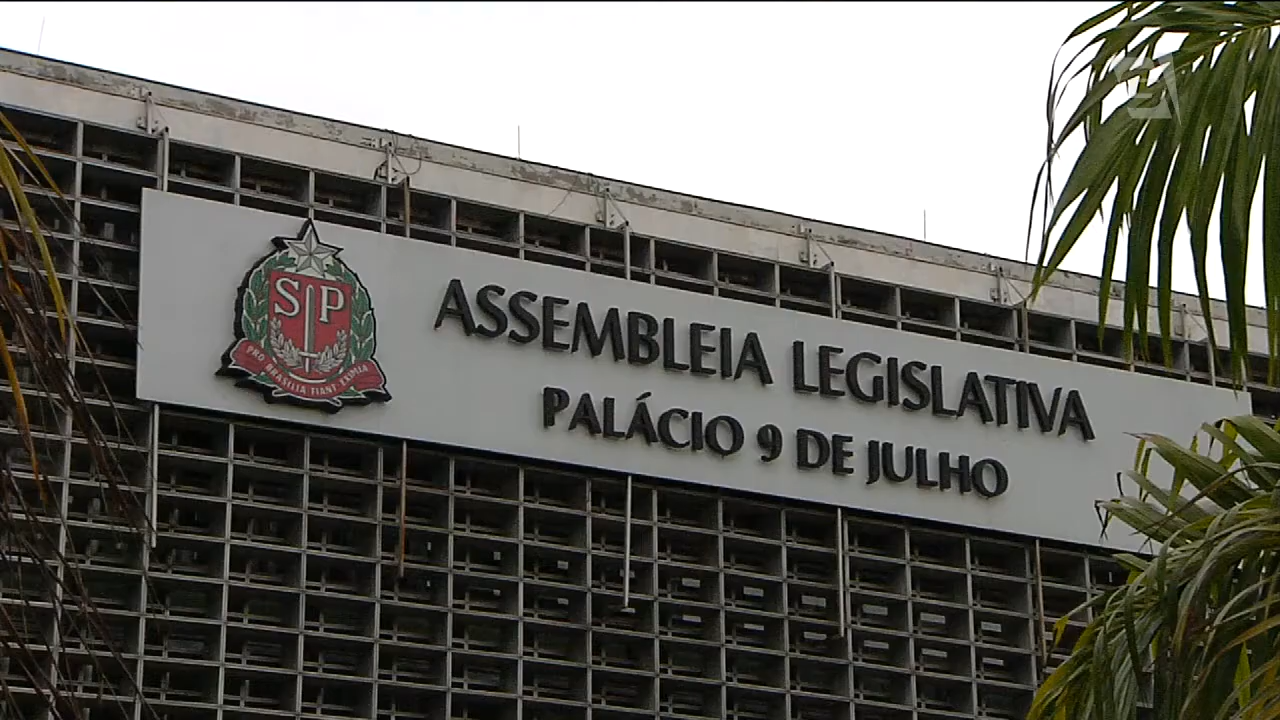 SP
PRO BRASILIA FIANT EXIMIA
ASSEMBLEIA LEGISLATIVA
PALÁCIO 9 DE JULHO